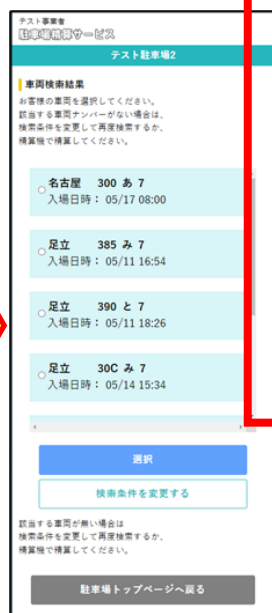 テスト事業者
駐車場精算サービス
テスト駐車場2
車両検索結果
お客様の車両を選択してください。
該当する車両ナンバーがない場合は、
検索条件を変更して再度検索するか、
精算機で精算してください。
名古屋 300 あ 7
入場日時： 05/17 08:00
足立 385 み 7
入場日時： 05/11 16:54
足立 390 と 7
入場日時： 05/11 18:26
足立 30C み 7
入場日時： 05/14 15:34
選択
検索条件を変更する
該当する車両が無い場合は
検索条件を変更して再度検索するか、
精算機で精算してください。
駐車場トップページへ戻る